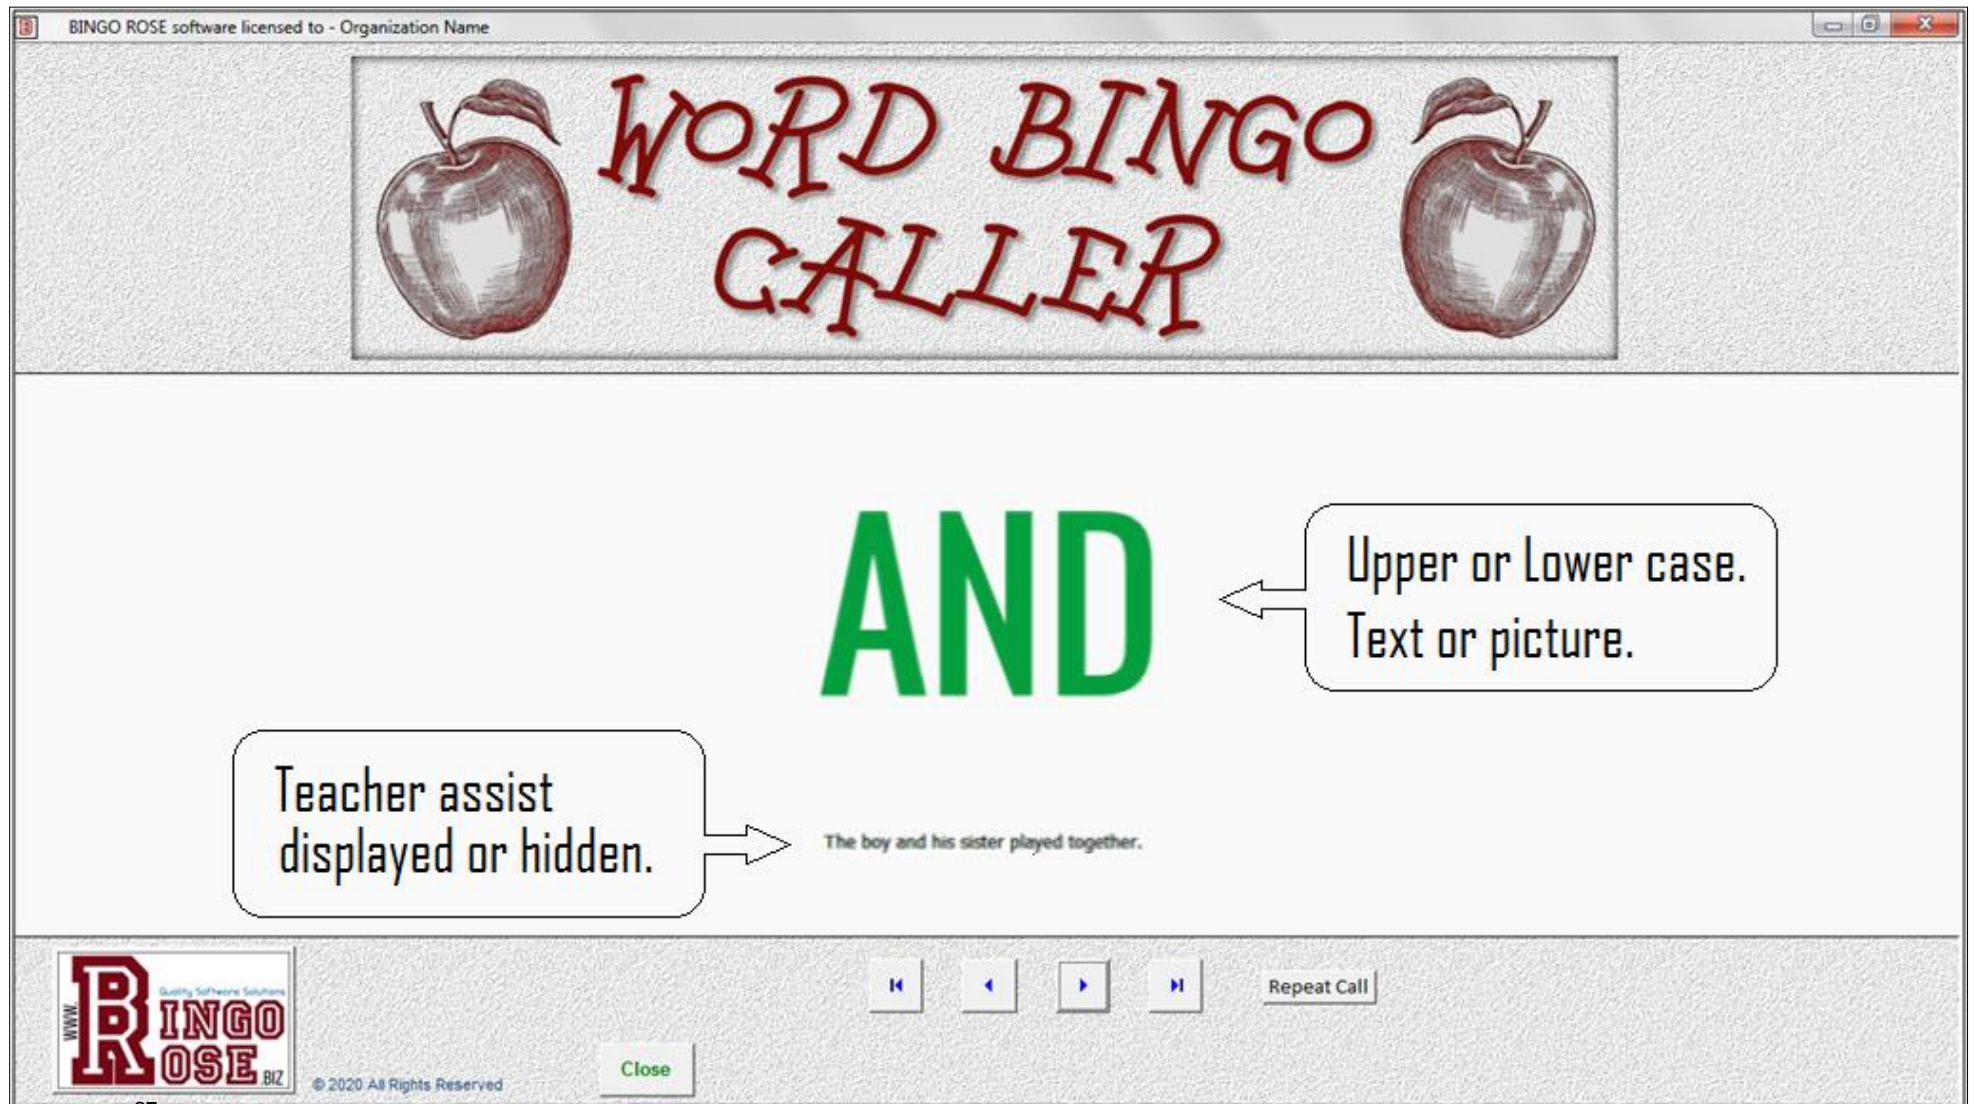 BINGO ROSE software licensed to - Organization Name
WORD BINGO
CALLER
AND
Upper or Lower case.
Text or picture.
Teacher assist
displayed or hidden.
The boy and his sister played together.
Repeat Call
WWW.
Quality Software Solutions
BINGO
ROSE
.BIZ
© 2020 All Rights Reserved
Close